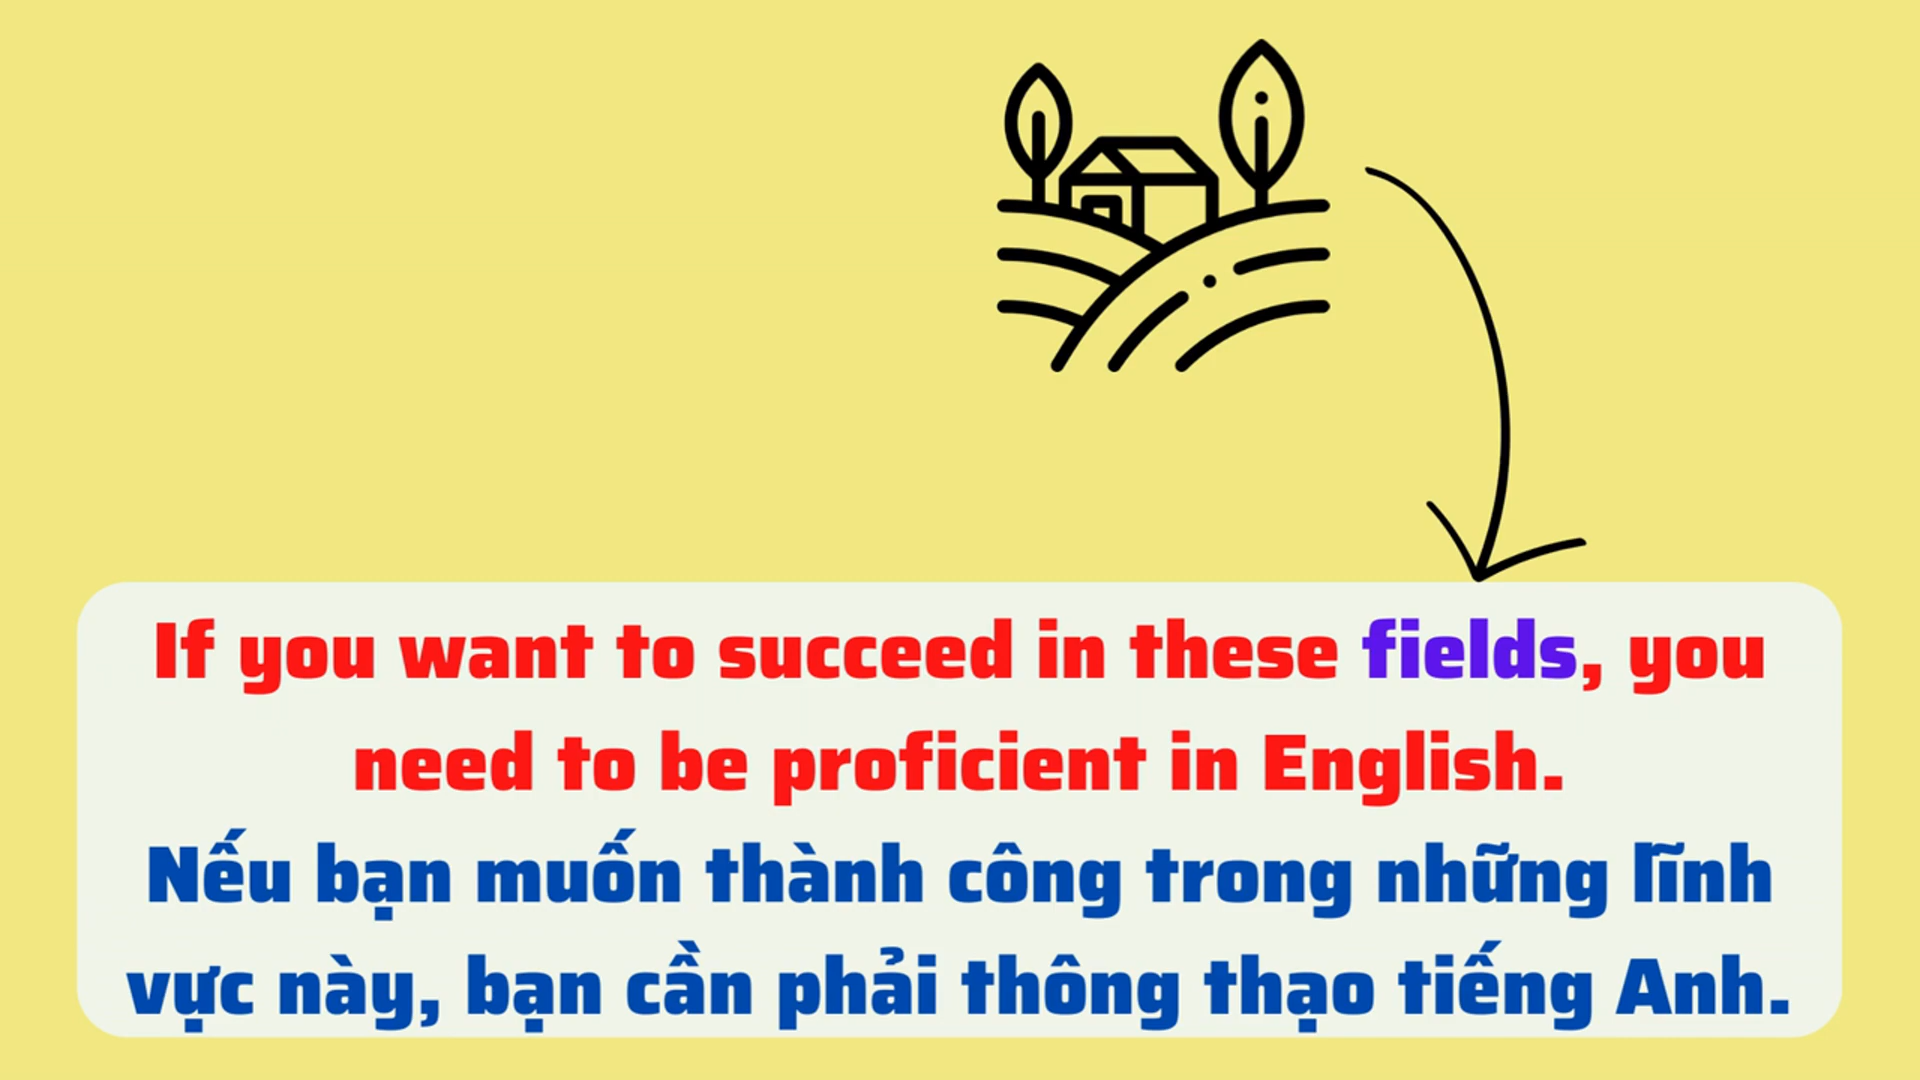 If you want to succeed in these fields, you
need to be proficient in English.
Nếu bạn muốn thành công trong những lĩnh
vực này, bạn cần phải thông thạo tiếng Anh.